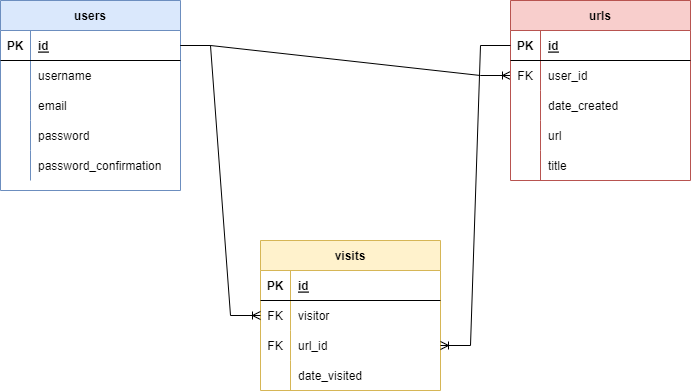 users
PK id
username
email
password
password_confirmation
urls
PK id
FK user_id
date_created
url
title
visits
PK id
FK visitor
FK url_id
date_visited